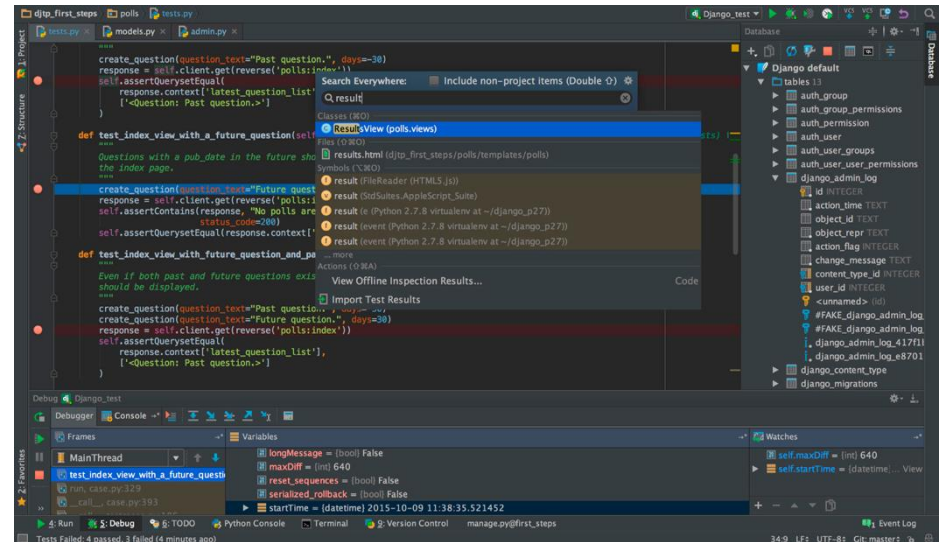 djtp_first_steps polls tests.py
Django_test
tests.py models.py admin.py
"""
create_question(question_text="Past question.", days=-30)
response = self.client.get(reverse('polls:index'))
self.assertQuerysetEqual(
response.context['latest_question_list'
['<Question: Past question.>']
)
def test_index_view_with_a_future_question(self
"""
Questions with a pub_date in the future sho
the index page.
"""
create_question(question_text="Future quest
response = self.client.get(reverse('polls:i
self.assertContains(response, "No polls are
status_code=200)
self.assertQuerysetEqual(response.context['
def test_index_view_with_future_question_and_pa
"""
Even if both past and future questions exis
should be displayed.
"""
create_question(question_text="Past question.", days=-30)
create_question(question_text="Future question.", days=30)
response = self.client.get(reverse('polls:index'))
self.assertQuerysetEqual(
response.context['latest_question_list'],
['<Question: Past question.>']
)
Search Everywhere: Include non-project items (Double ⇧)
result
Classes (⌘O)
ResultsView (polls.views)
Files (⇧⌘O)
results.html (djtp_first_steps/polls/templates/polls)
Symbols (⌥⌘O)
result (FileReader (HTML5.js))
result (StdSuites.AppleScript_Suite)
result (e (Python 2.7.8 virtualenv at ~/django_p27))
result (event (Python 2.7.8 virtualenv at ~/django_p27))
result (event (Python 2.7.8 virtualenv at ~/django_p27))
... more
Actions (⇧⌘A)
View Offline Inspection Results... Code
Import Test Results
Database
Django default
tables 13
auth_group
auth_group_permissions
auth_permission
auth_user
auth_user_groups
auth_user_user_permissions
django_admin_log
id INTEGER
action_time TEXT
object_id TEXT
object_repr TEXT
action_flag INTEGER
change_message TEXT
content_type_id INTEGER
user_id INTEGER
<unnamed> (id)
#FAKE_django_admin_log_
#FAKE_django_admin_log_
django_admin_log_417f1
django_admin_log_e8701
django_content_type
django_migrations
1: Project
Z: Structure
2: Favorites
Database
Debug Django_test
Debugger Console
Frames
MainThread
test_index_view_with_a_future_questi
run, case.py:329
__call__, case.py:393
Variables
longMessage = {bool} False
maxDiff = {int} 640
reset_sequences = {bool} False
serialized_rollback = {bool} False
startTime = {datetime} 2015-10-09 11:38:35.521452
Watches
self.maxDiff = {int} 640
self.startTime = {datetime}... View
4: Run 5: Debug 6: TODO Python Console Terminal 9: Version Control manage.py@first_steps 1 Event Log
Tests Failed: 4 passed, 3 failed (4 minutes ago) 34:9 LF÷ UTF-8÷ Git: master÷